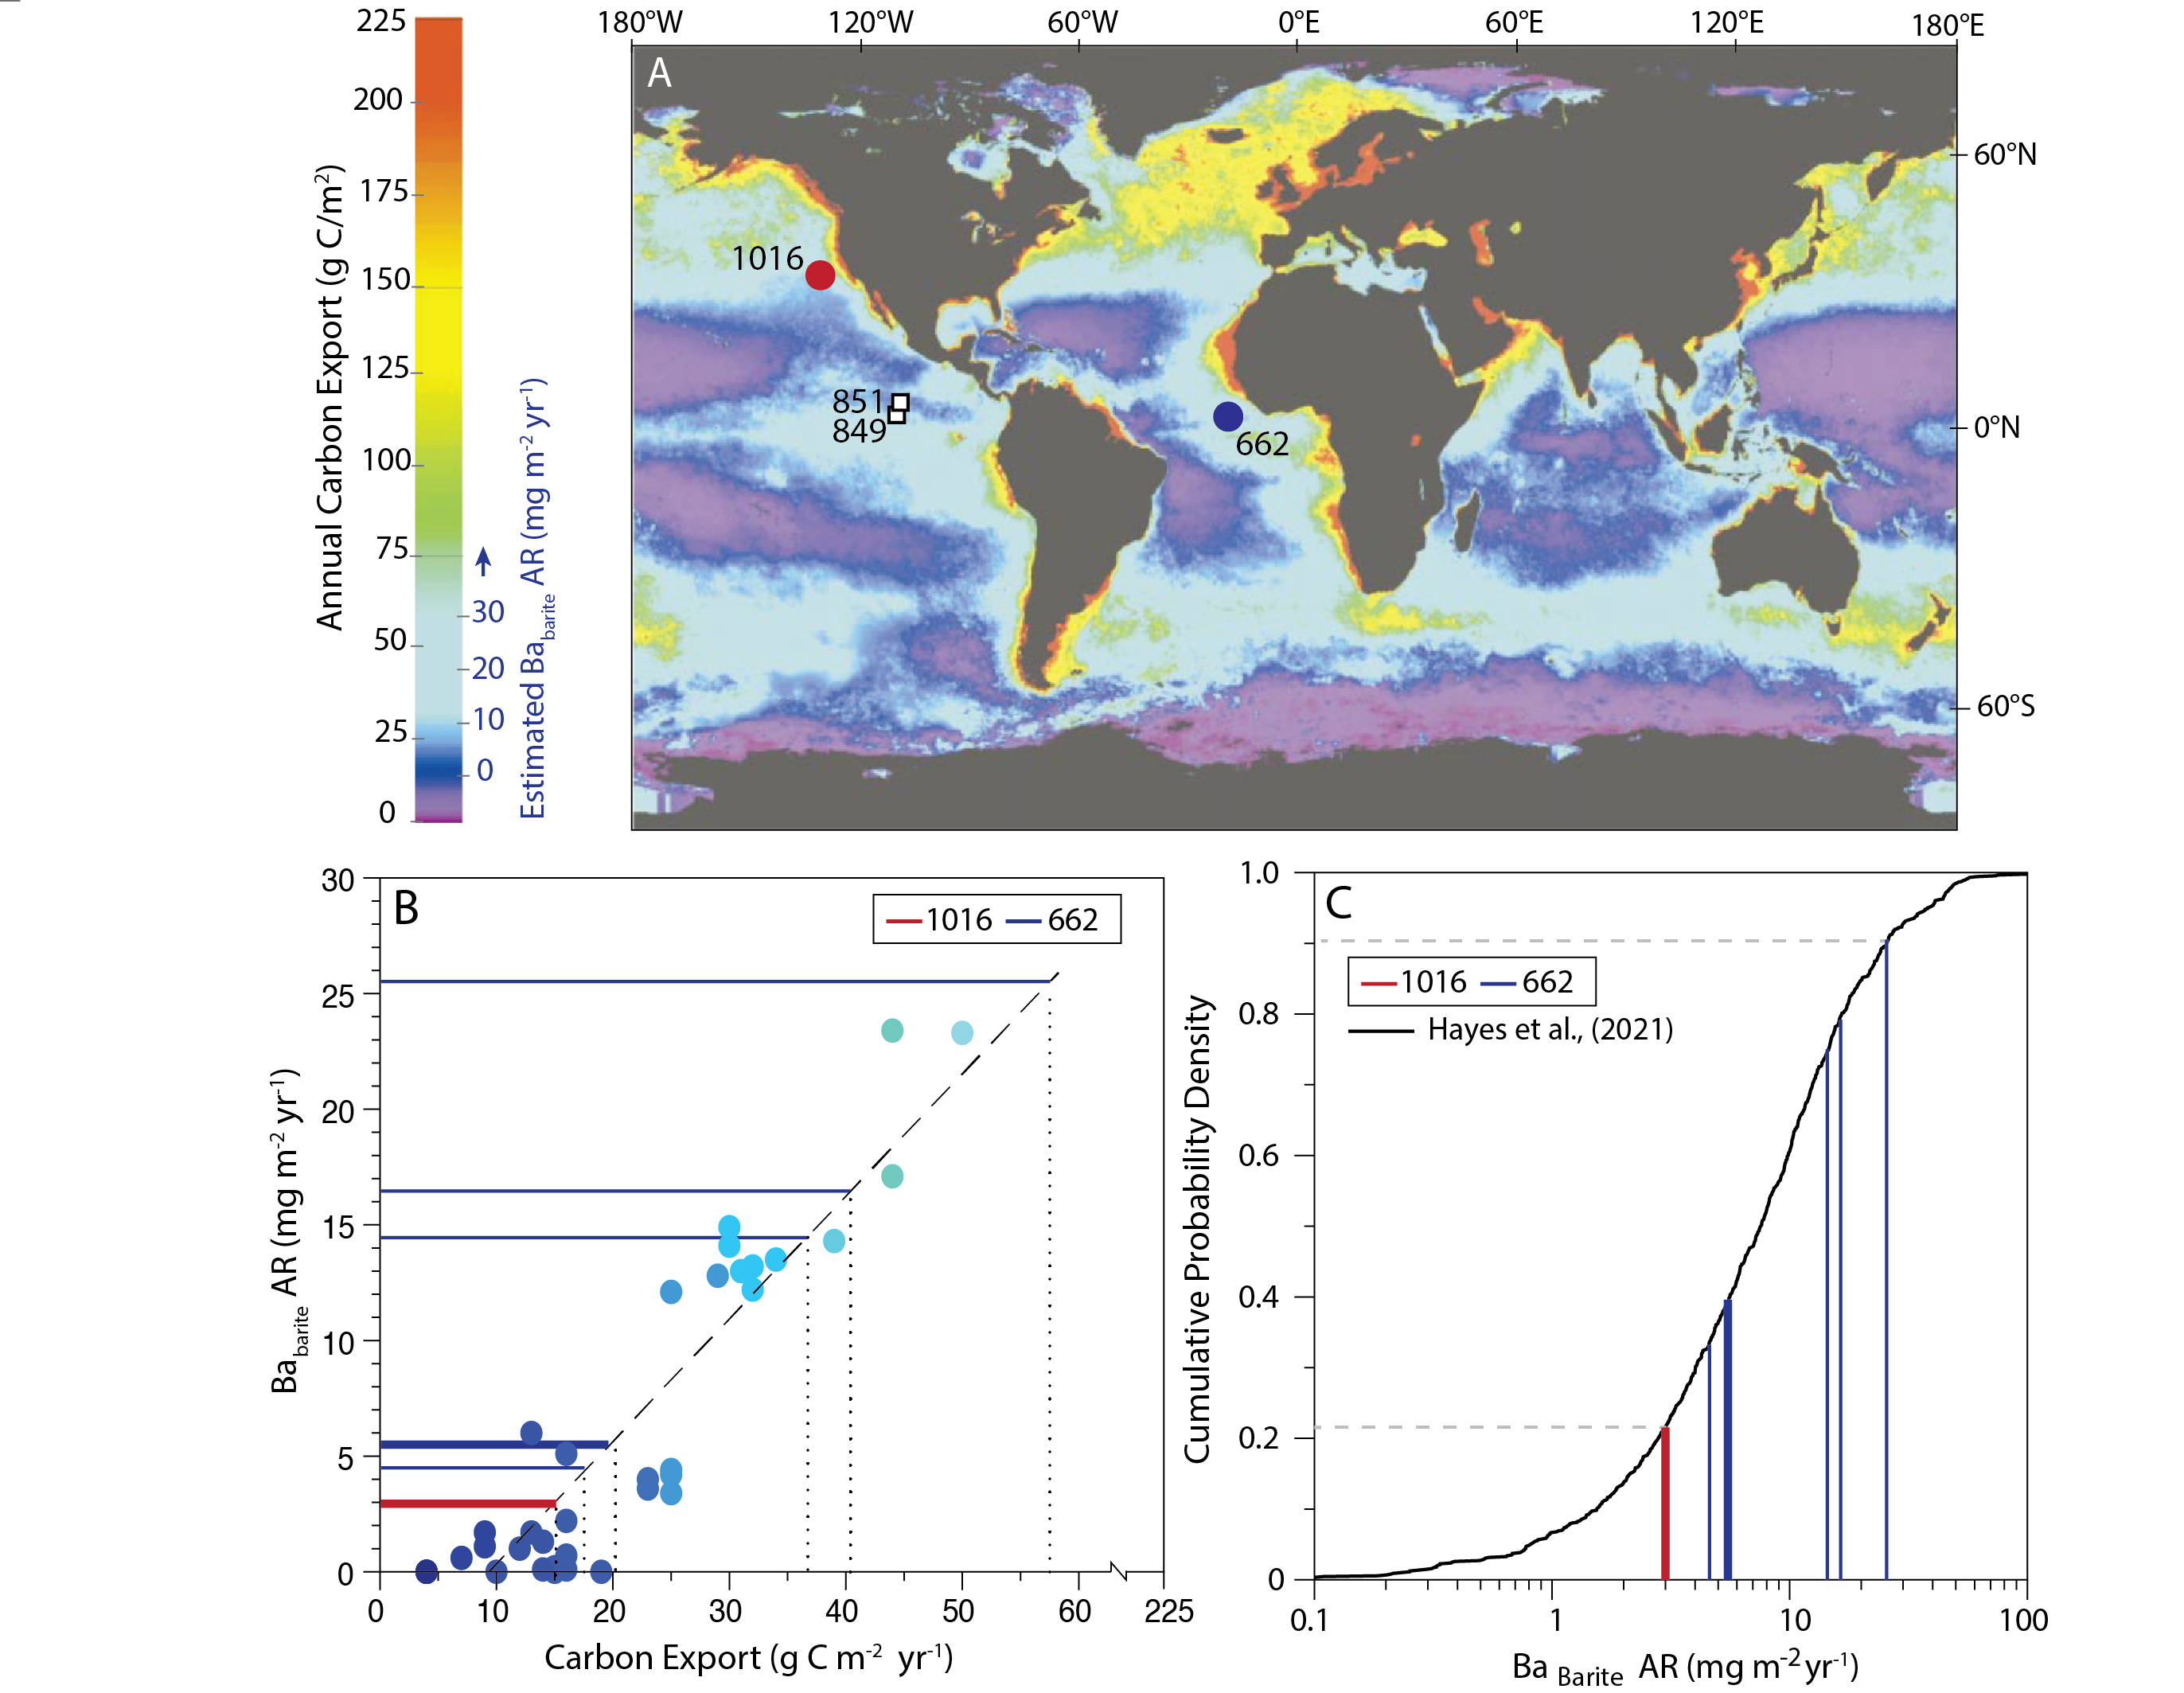 180°W 120°W 60°W 0°E 60°E 120°E 180°E
225
200
175
150
125
100
75
50
25
0
Annual Carbon Export (g C/m2)
30
20
10
0
Estimated Ba barite AR (mg m-2 yr-1)
A
60°N
0°N
60°S
1016
851
849
662
B
1016 662
30
25
20
15
10
5
0
Ba barite AR (mg m-2 yr-1)
0 10 20 30 40 50 60 225
Carbon Export (g C m-2 yr-1)
C
1016 662
Hayes et al., (2021)
1.0
0.8
0.6
0.4
0.2
0
Cumulative Probability Density
0.1 1 10 100
Ba Barite AR (mg m-2 yr-1)